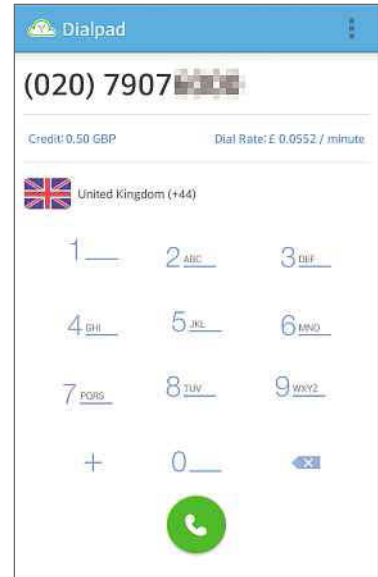 Dialpad
(020) 7907
Credit: 0.50 GBP Dial Rate: £ 0.0552 / minute
United Kingdom (+44)
1 2 ABC 3 DEF
4 GHI 5 JKL 6 MNO
7 PQRS 8 TUV 9 WXYZ
+ 0